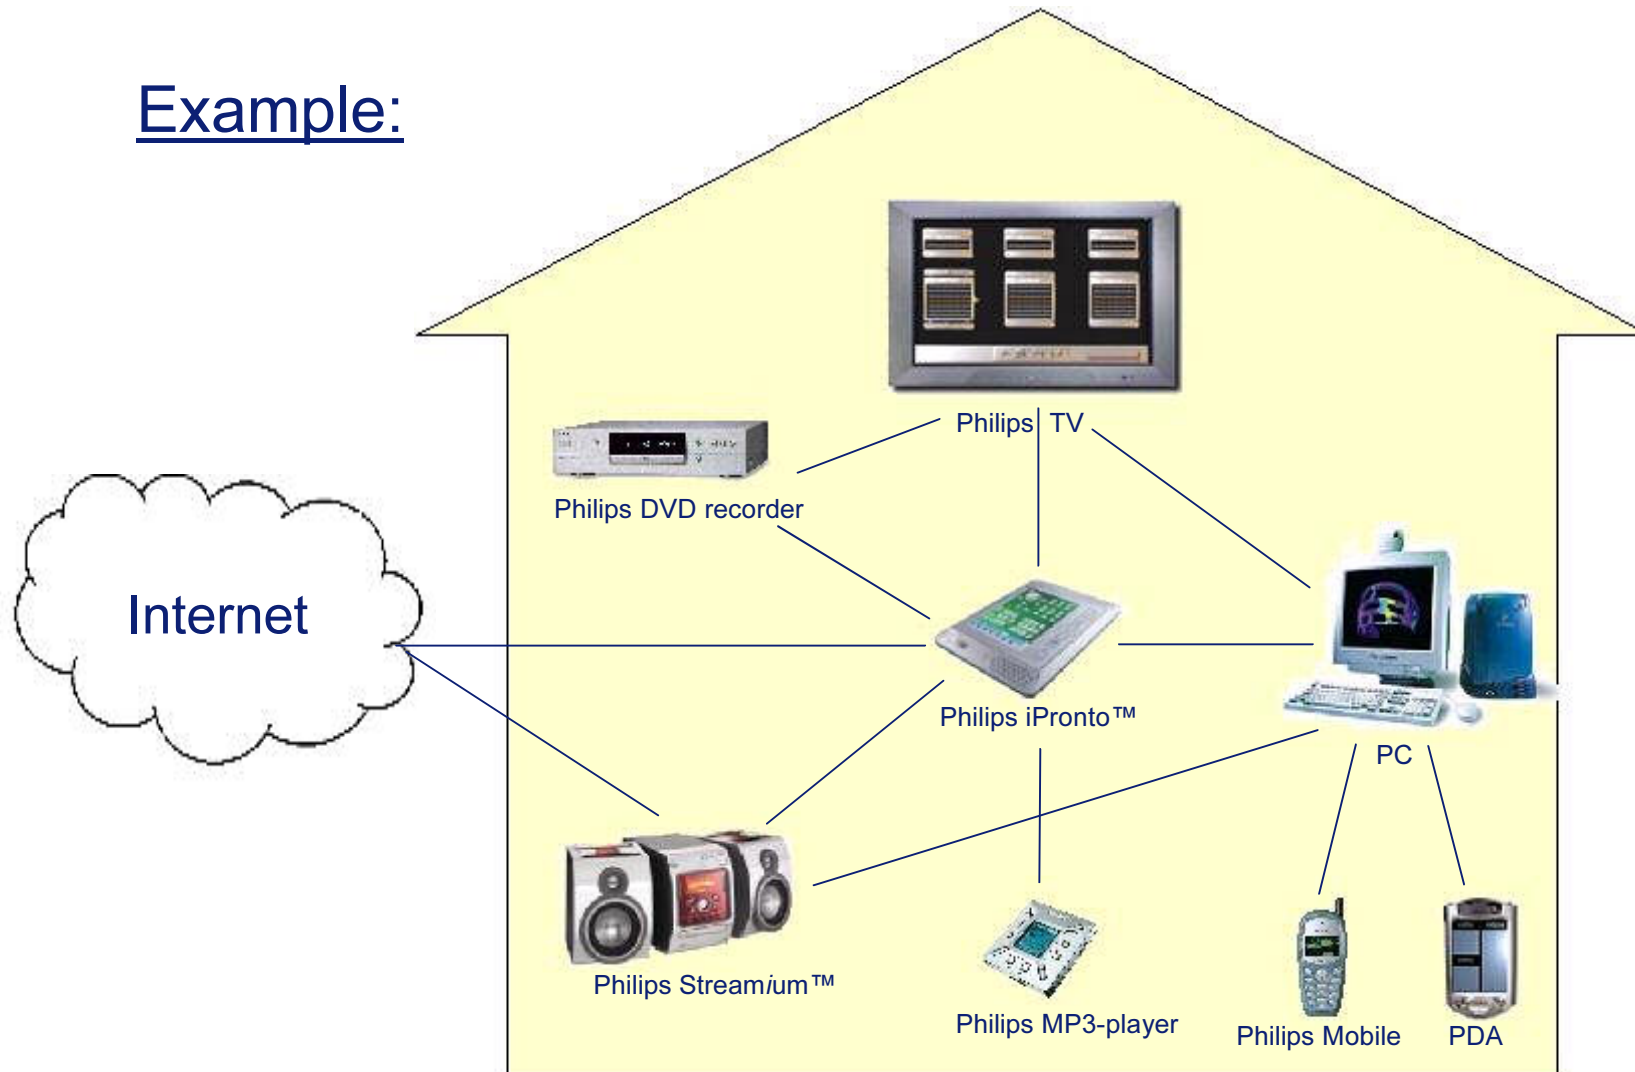 Example:
Philips TV
Philips DVD recorder
Internet
Philips iPronto™
PC
Philips Streamium™
Philips MP3-player
Philips Mobile
PDA